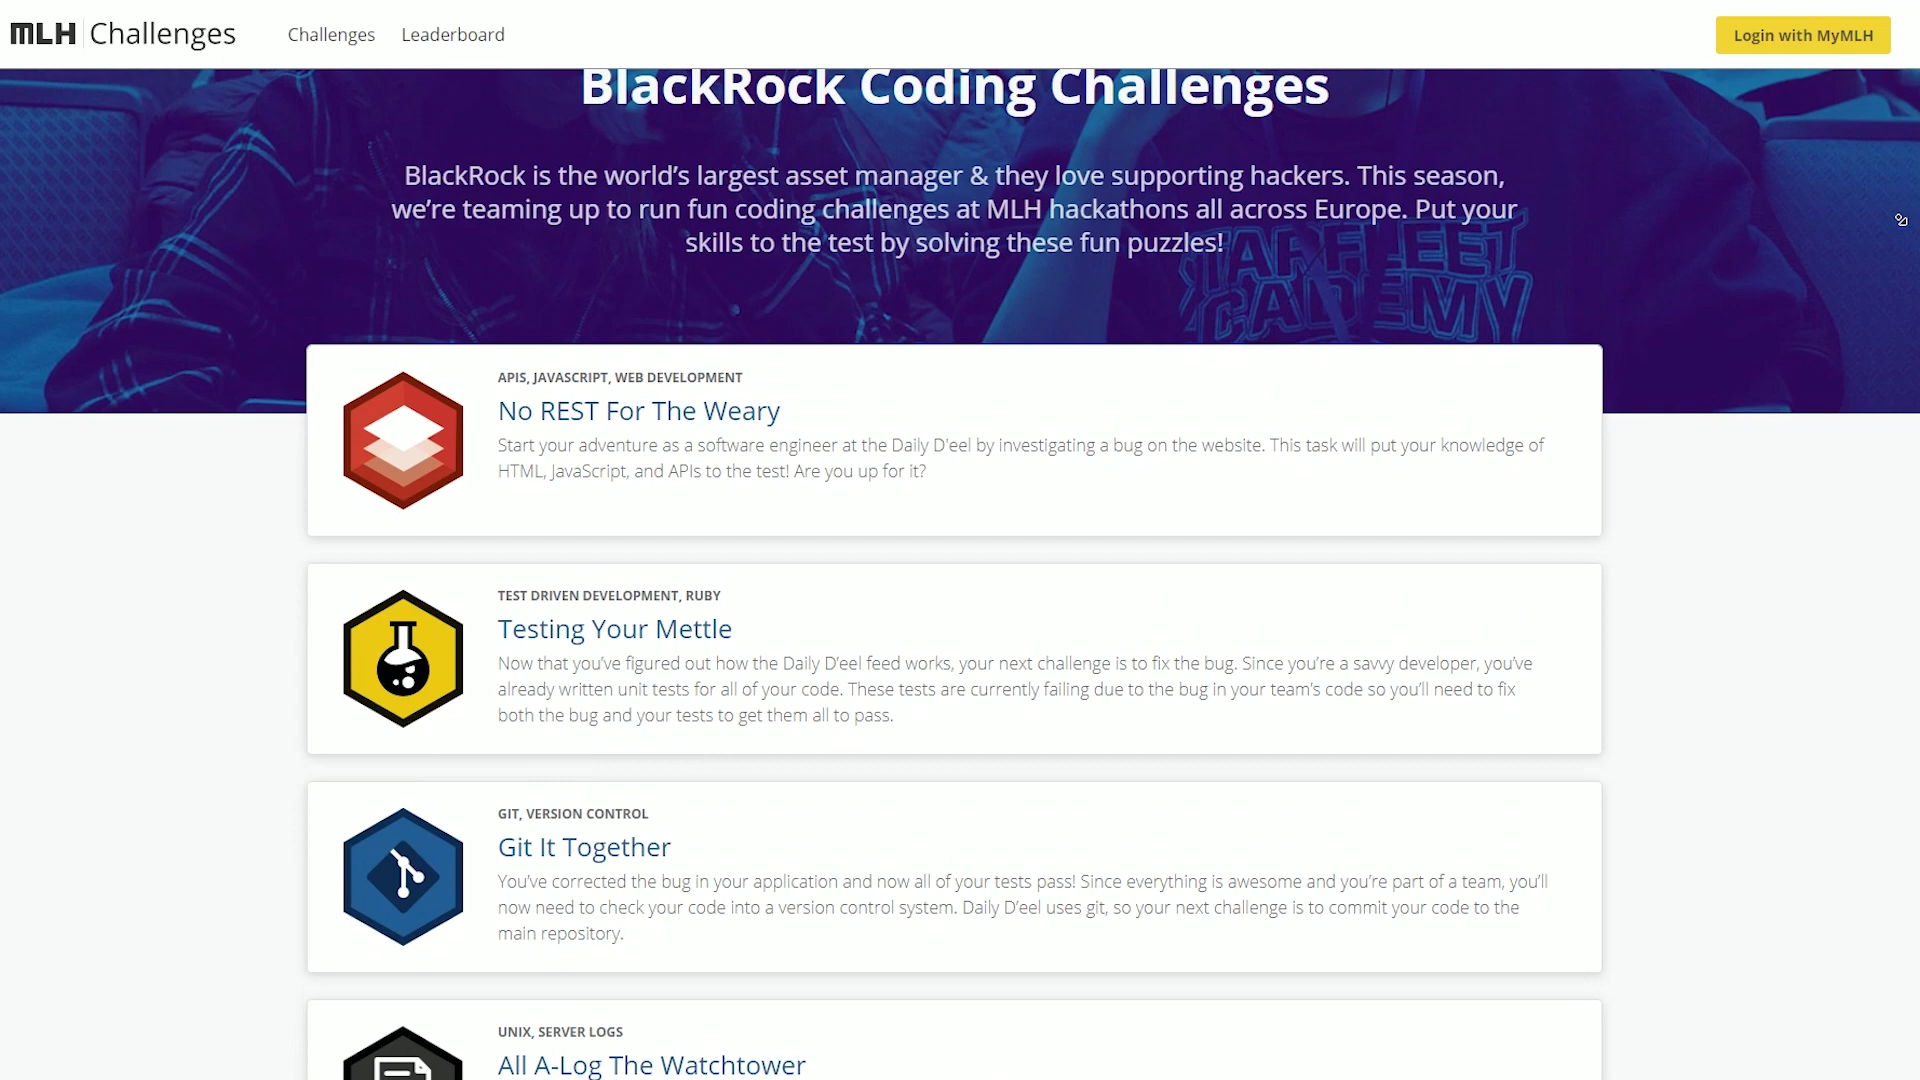 MLH Challenges
Challenges
Leaderboard
Login with MyMLH
BlackRock Coding Challenges
BlackRock is the world’s largest asset manager & they love supporting hackers. This season,
we’re teaming up to run fun coding challenges at MLH hackathons all across Europe. Put your
skills to the test by solving these fun puzzles!
STARFLEET
ACADEMY
APIS, JAVASCRIPT, WEB DEVELOPMENT
No REST For The Weary
Start your adventure as a software engineer at the Daily D'eel by investigating a bug on the website. This task will put your knowledge of
HTML, JavaScript, and APIs to the test! Are you up for it?
TEST DRIVEN DEVELOPMENT, RUBY
Testing Your Mettle
Now that you’ve figured out how the Daily D’eel feed works, your next challenge is to fix the bug. Since you’re a savvy developer, you’ve
already written unit tests for all of your code. These tests are currently failing due to the bug in your team’s code so you’ll need to fix
both the bug and your tests to get them all to pass.
GIT, VERSION CONTROL
Git It Together
You’ve corrected the bug in your application and now all of your tests pass! Since everything is awesome and you’re part of a team, you’ll
now need to check your code into a version control system. Daily D’eel uses git, so your next challenge is to commit your code to the
main repository.
UNIX, SERVER LOGS
All A-Log The Watchtower